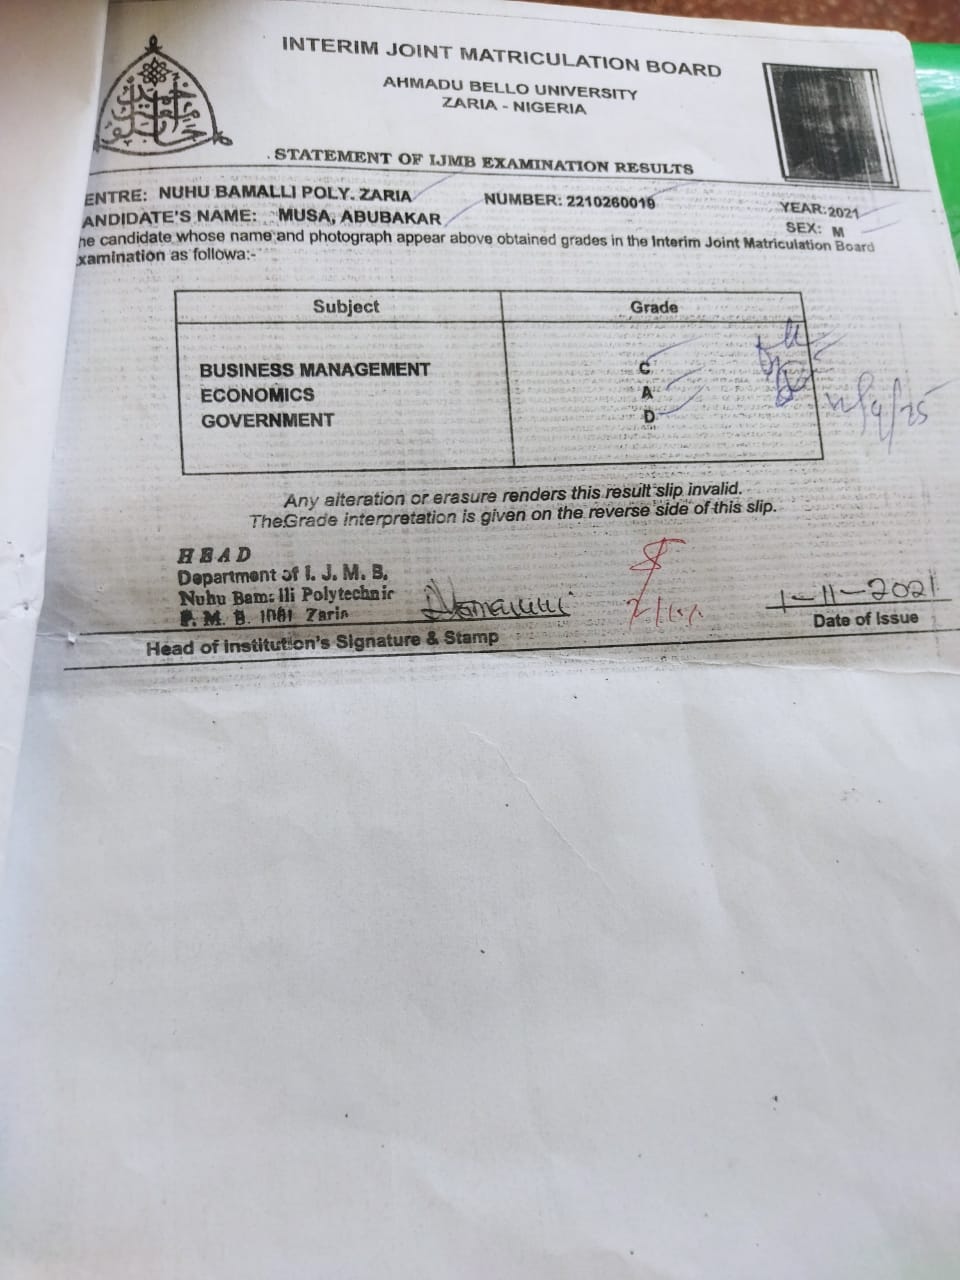 INTERIM JOINT MATRICULATION BOARD
AHMADU BELLO UNIVERSITY
ZARIA - NIGERIA
STATEMENT OF IJMB EXAMINATION RESULTS
ENTRE: NUHU BAMALLI POLY. ZARIA NUMBER: 2210260019 YEAR: 2021
ANDIDATE'S NAME: MUSA, ABUBAKAR SEX: M
he candidate whose name and photograph appear above obtained grades in the Interim Joint Matriculation Board
xamination as followa:-
Subject Grade
BUSINESS MANAGEMENT C
ECONOMICS A
GOVERNMENT D
Any alteration or erasure renders this result slip invalid.
TheGrade interpretation is given on the reverse side of this slip.
HEAD
Department of I. J. M. B.
Nuhu Bamalli Polytechnic
P. M. B. 1061 Zaria
1-11-2021
Head of Institution's Signature & Stamp Date of Issue